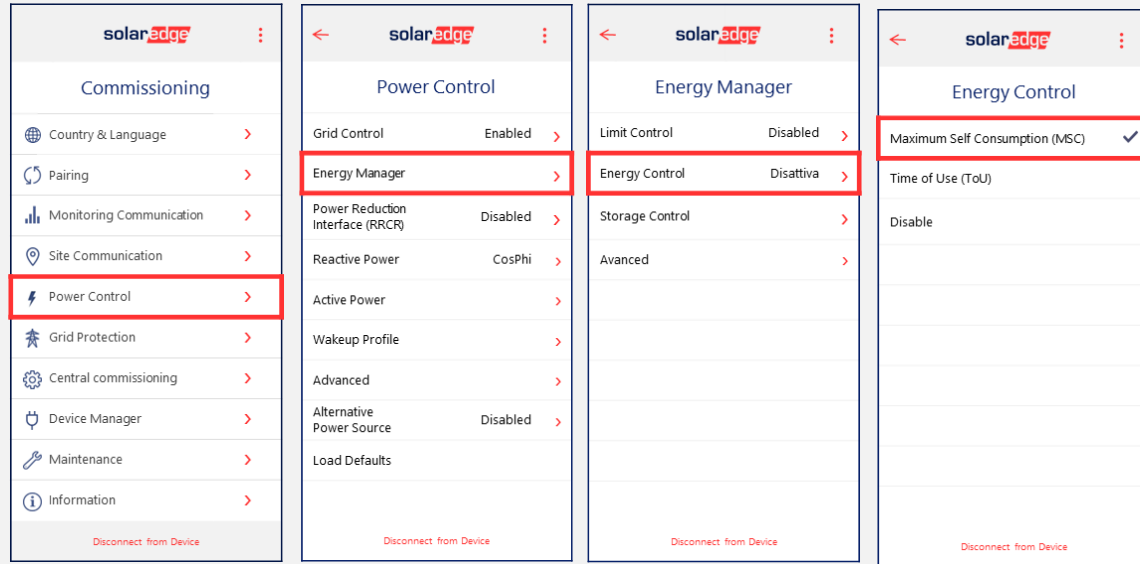 solaredge
Commissioning
Country & Language
Pairing
Monitoring Communication
Site Communication
Power Control
Grid Protection
Central commissioning
Device Manager
Maintenance
Information
Disconnect from Device
solaredge
Power Control
Grid Control Enabled
Energy Manager
Power Reduction
Interface (RRCR) Disabled
Reactive Power CosPhi
Active Power
Wakeup Profile
Advanced
Alternative
Power Source Disabled
Load Defaults
Disconnect from Device
solaredge
Energy Manager
Limit Control Disabled
Energy Control Disattiva
Storage Control
Avanced
Disconnect from Device
solaredge
Energy Control
Maximum Self Consumption (MSC)
Time of Use (ToU)
Disable
Disconnect from Device